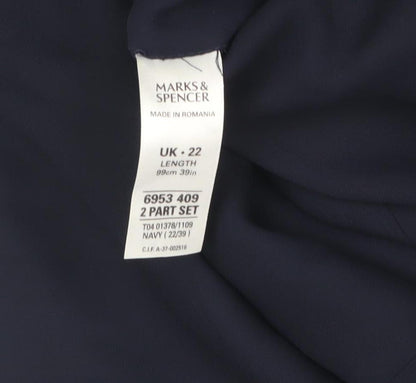 MARKS &
SPENCER
MADE IN ROMANIA
UK • 22
LENGTH
99cm 39in
6953 409
2 PART SET
T04 01378/1109
NAVY ( 22/39 )
C.I.F. A-37-002518